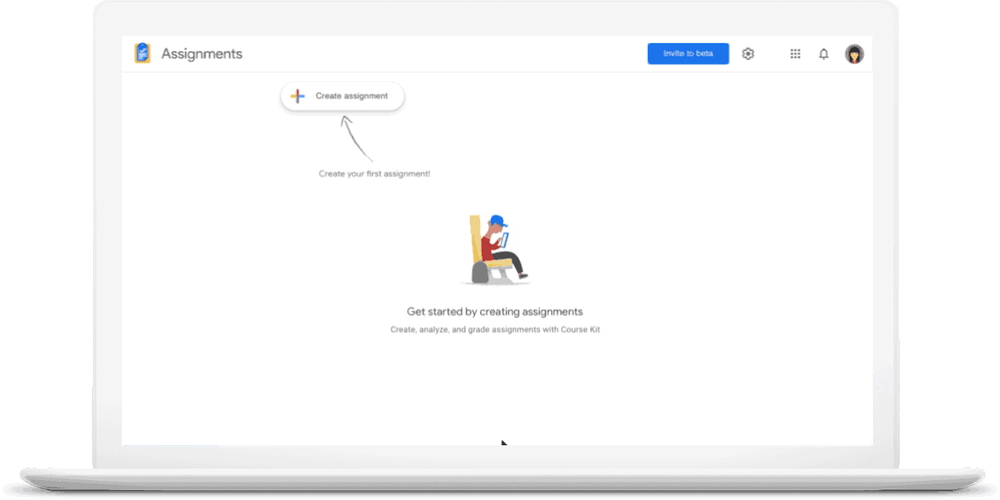 Assignments
Invite to beta
Create assignment
Create your first assignment!
Get started by creating assignments
Create, analyze, and grade assignments with Course Kit